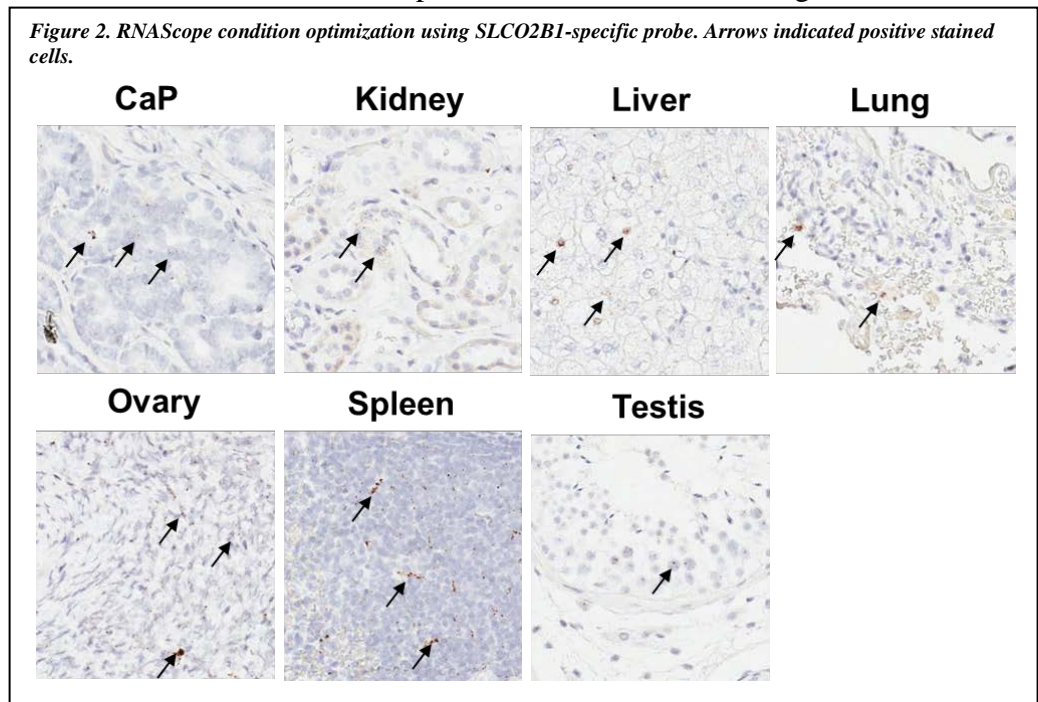 Figure 2. RNAScope condition optimization using SLCO2B1-specific probe. Arrows indicated positive stained
cells.
CaP Kidney Liver Lung
Ovary Spleen Testis